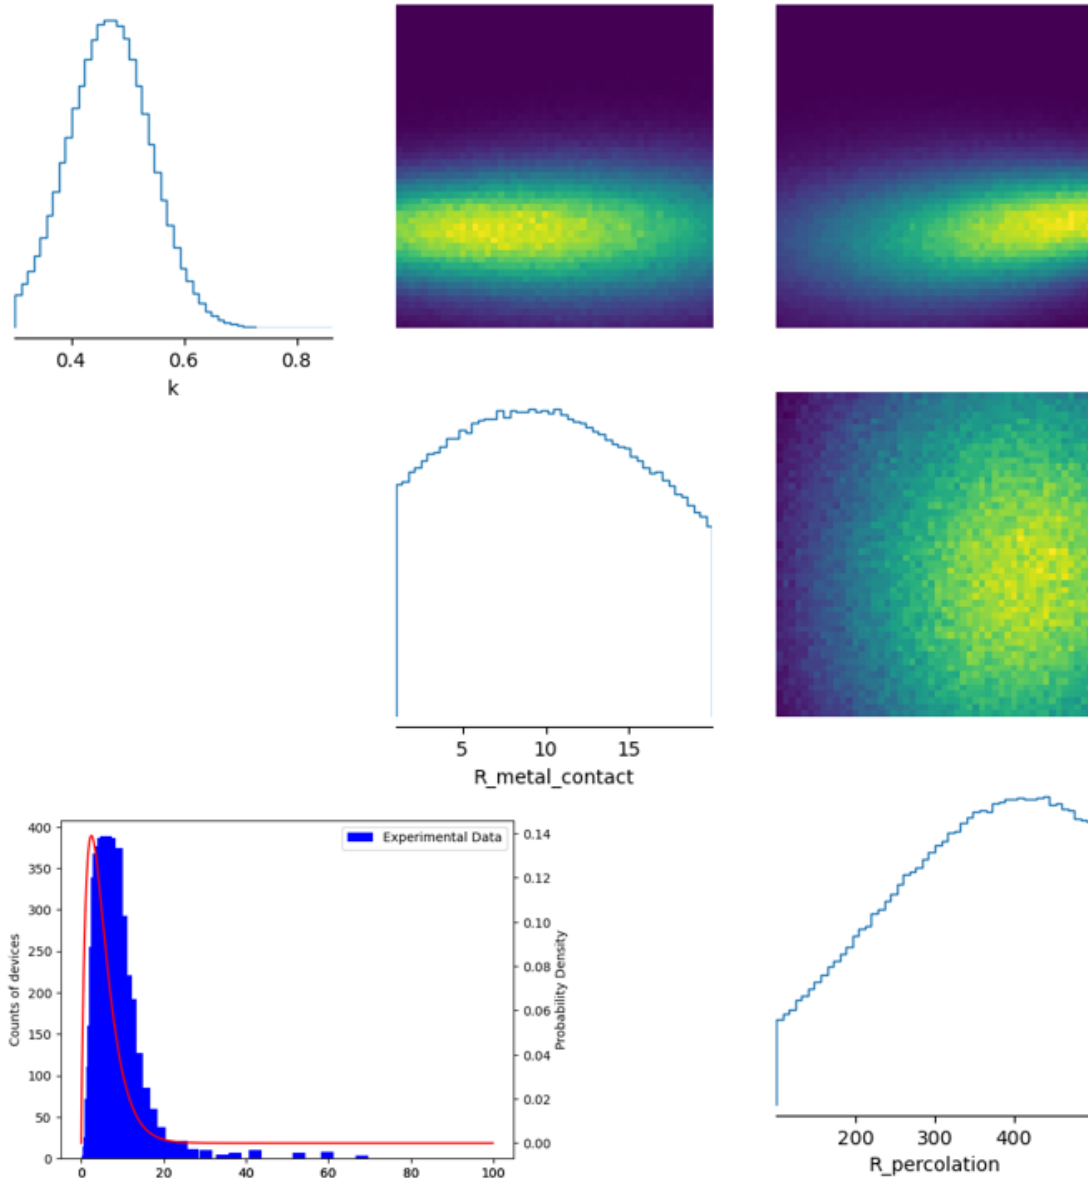 0.4 0.6 0.8
k
5 10 15
R_metal_contact
Experimental Data
Counts of devices
400
350
300
250
200
150
100
50
0
0 20 40 60 80 100
0.14
0.12
0.10
0.08
0.06
0.04
0.02
0.00
Probability Density
200 300 400
R_percolation